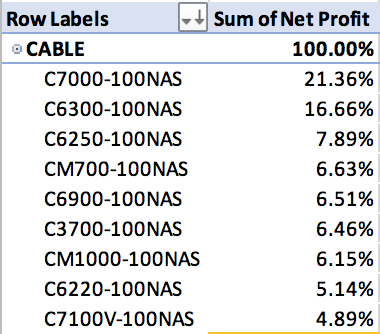 Row Labels Sum of Net Profit
CABLE 100.00%
C7000-100NAS 21.36%
C6300-100NAS 16.66%
C6250-100NAS 7.89%
CM700-100NAS 6.63%
C6900-100NAS 6.51%
C3700-100NAS 6.46%
CM1000-100NAS 6.15%
C6220-100NAS 5.14%
C7100V-100NAS 4.89%